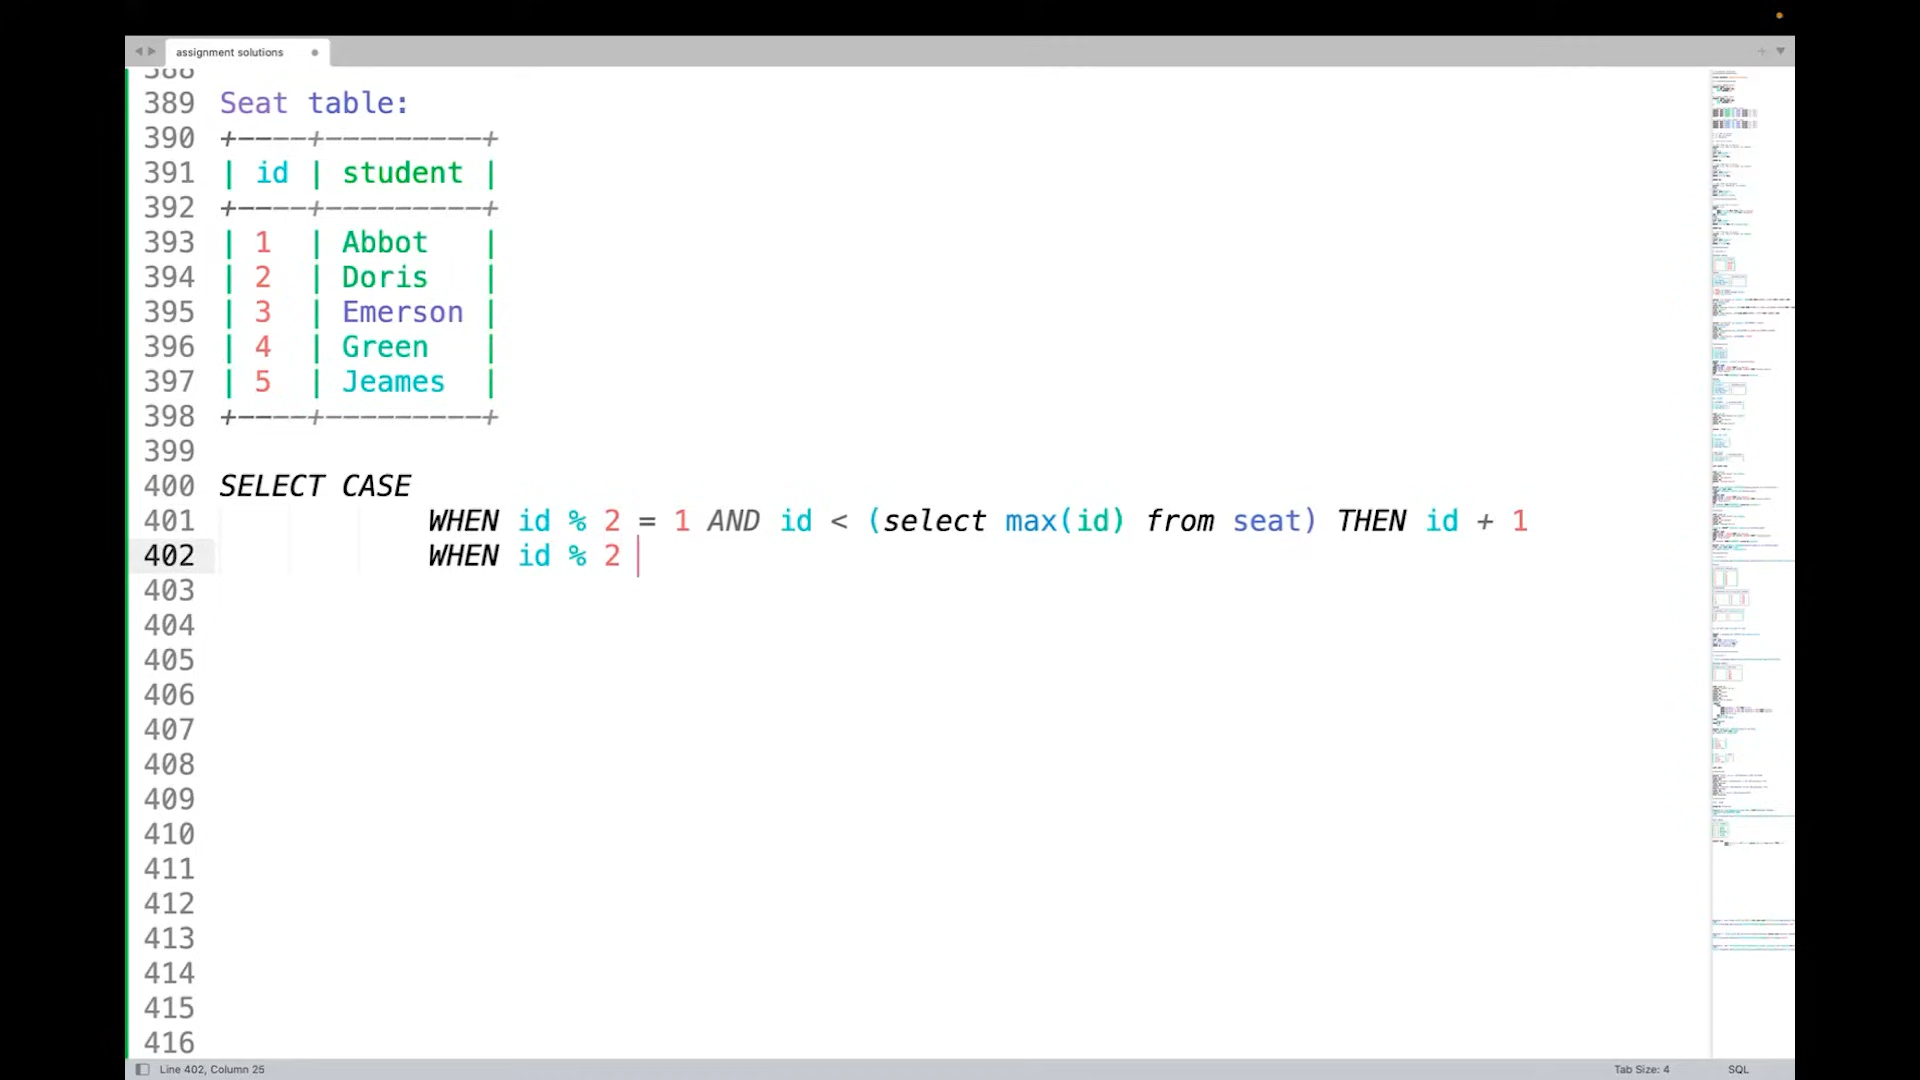 assignment solutions
388
389 Seat table:
390 +----+---------+
391 | id | student |
392 +----+---------+
393 | 1 | Abbot |
394 | 2 | Doris |
395 | 3 | Emerson |
396 | 4 | Green |
397 | 5 | Jeames |
398 +----+---------+
399
400 SELECT CASE
401 WHEN id % 2 = 1 AND id < (select max(id) from seat) THEN id + 1
402 WHEN id % 2
403
404
405
406
407
408
409
410
411
412
413
414
415
416
Line 402, Column 25
Tab Size: 4
SQL